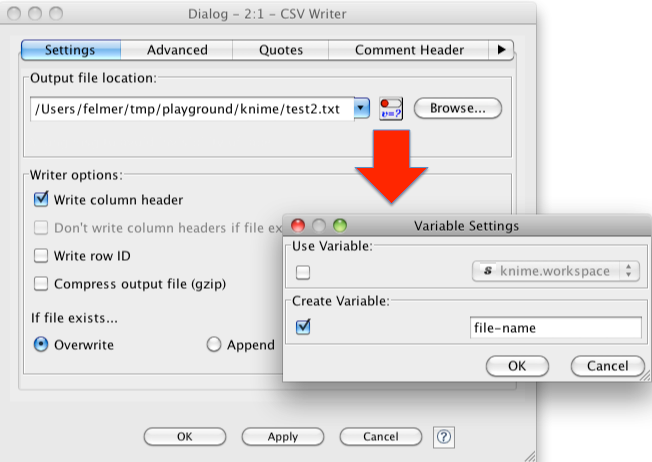 Dialog – 2:1 – CSV Writer
Settings
Advanced
Quotes
Comment Header
Output file location:
/Users/felmer/tmp/playground/knime/test2.txt
v=?
Browse...
Writer options:
Write column header
Don't write column headers if file ex
Write row ID
Compress output file (gzip)
If file exists...
Overwrite
Append
OK
Apply
Cancel
?
Variable Settings
Use Variable:
s knime.workspace
Create Variable:
file-name
OK
Cancel